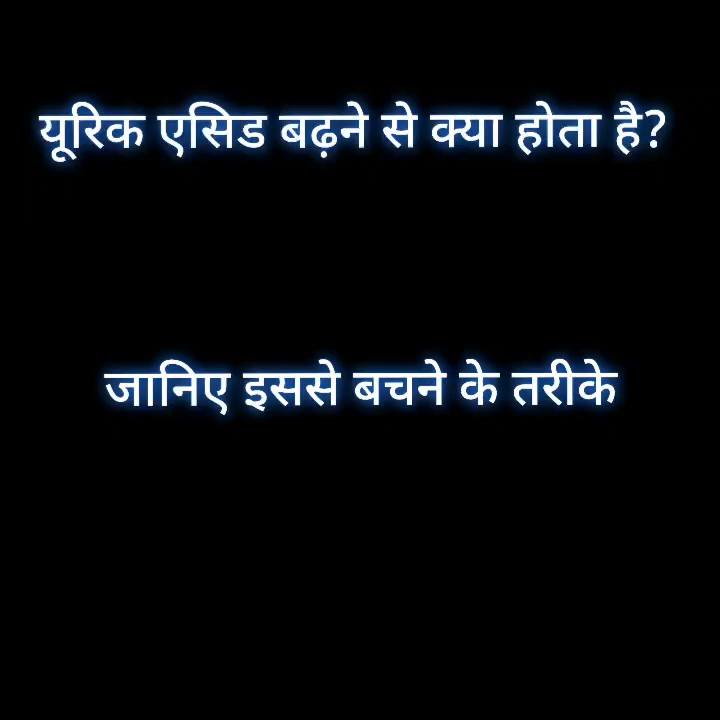 यूरिक एसिड बढ़ने से क्या होता है?
जानिए इससे बचने के तरीके